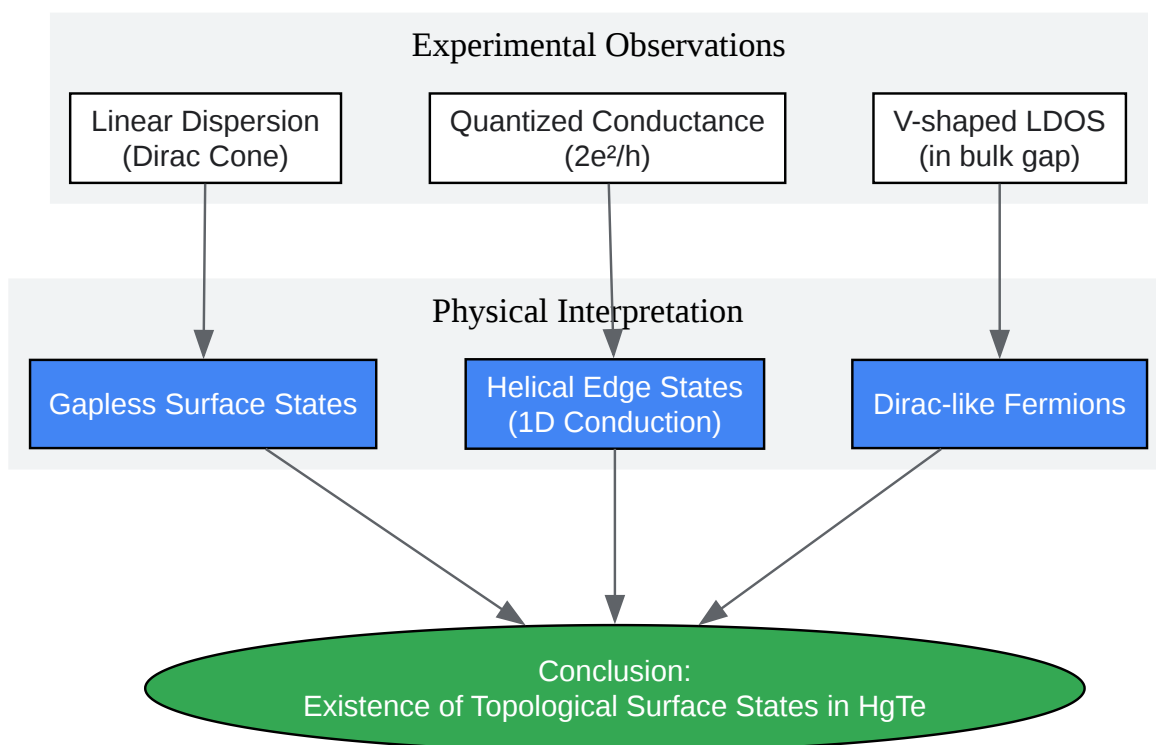 Experimental Observations
Linear Dispersion
(Dirac Cone)
Quantized Conductance
(2e²/h)
V-shaped LDOS
(in bulk gap)
Physical Interpretation
Gapless Surface States
Helical Edge States
(1D Conduction)
Dirac-like Fermions
Conclusion:
Existence of Topological Surface States in HgTe